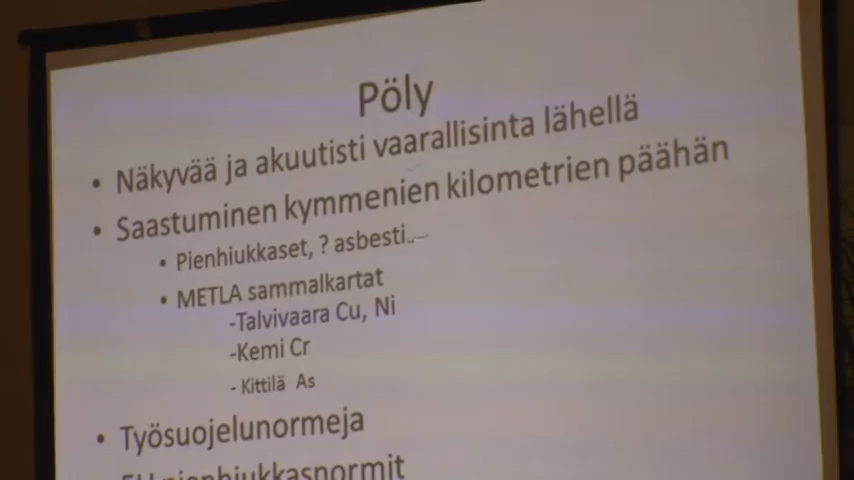 Pöly
• Näkyvää ja akuutisti vaarallisinta lähellä
• Saastuminen kymmenien kilometrien päähän
• Pienhiukkaset, ? asbesti...
• METLA sammalkartat
-Talvivaara Cu, Ni
-Kemi Cr
- Kittilä As
• Työsuojelunormeja
EU pienhiukkasnormit